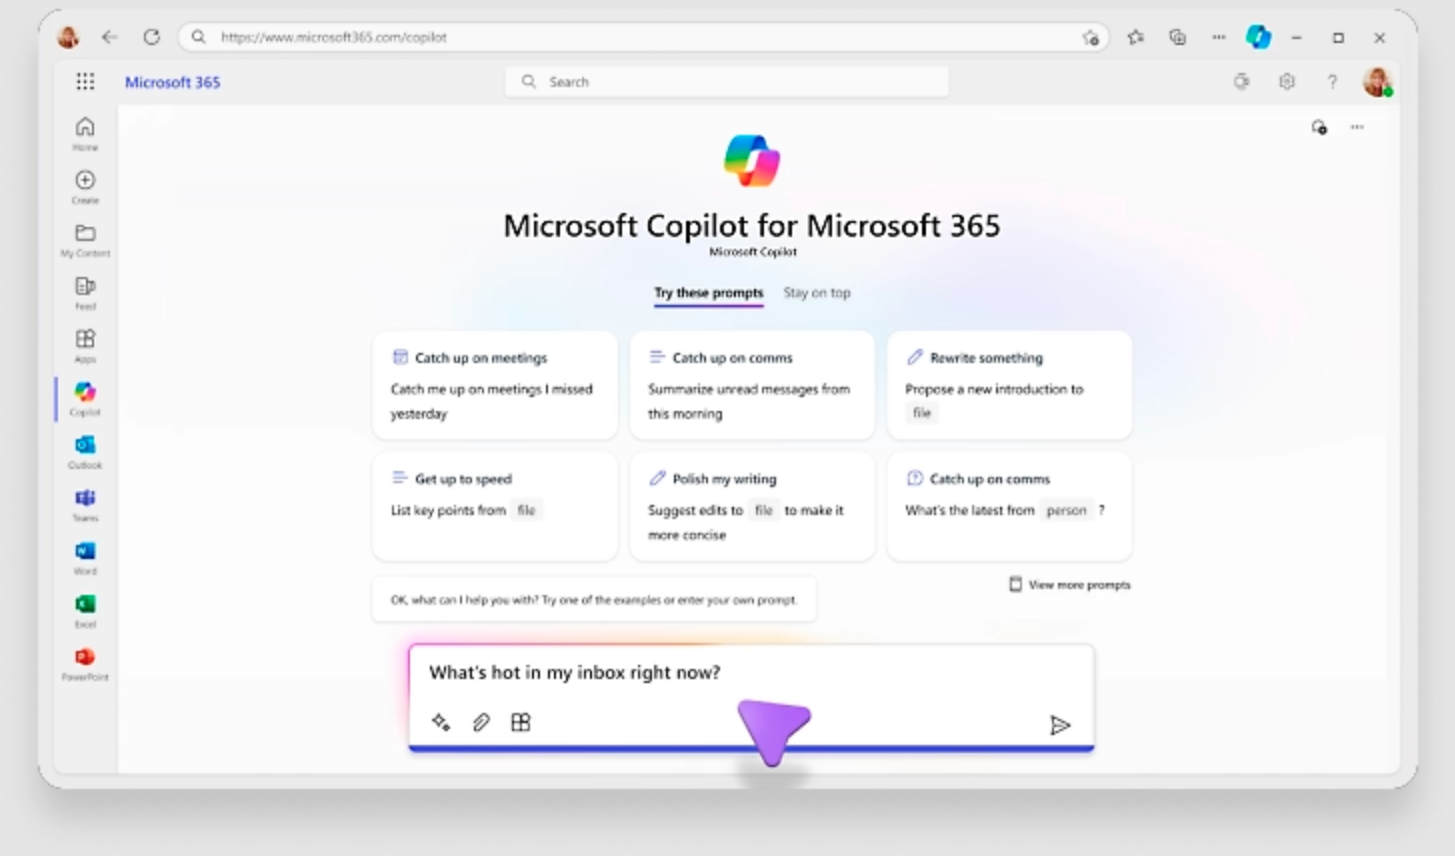 https://www.microsoft365.com/copilot
Microsoft 365
Search
Home
Create
My Content
Feed
Apps
Copilot
Outlook
Teams
Word
Excel
PowerPoint
Microsoft Copilot for Microsoft 365
Microsoft Copilot
Try these prompts Stay on top
Catch up on meetings
Catch me up on meetings I missed
yesterday
Catch up on comms
Summarize unread messages from
this morning
Rewrite something
Propose a new introduction to
file
Get up to speed
List key points from file
Polish my writing
Suggest edits to file to make it
more concise
Catch up on comms
What's the latest from person ?
View more prompts
OK, what can I help you with? Try one of the examples or enter your own prompt.
What's hot in my inbox right now?